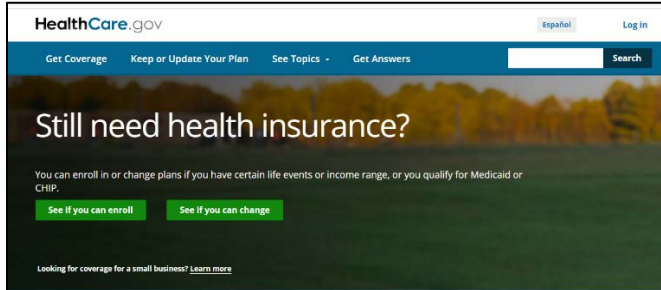 HealthCare.gov
Español
Log in
Get Coverage
Keep or Update Your Plan
See Topics
Get Answers
Search
Still need health insurance?
You can enroll in or change plans if you have certain life events or income range, or you qualify for Medicaid or
CHIP.
See if you can enroll
See if you can change
Looking for coverage for a small business? Learn more